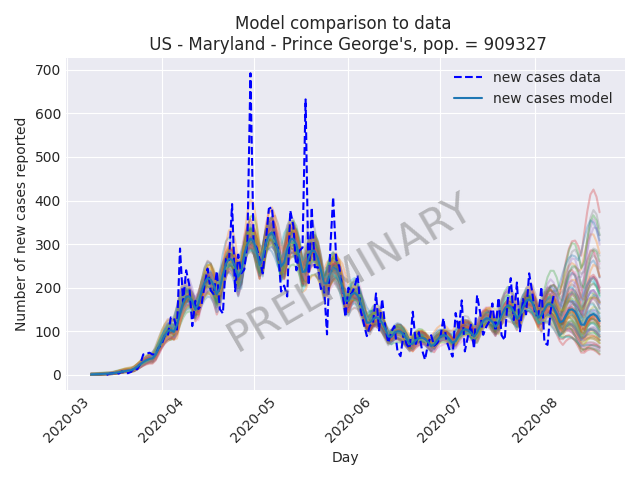 Model comparison to data
US - Maryland - Prince George's, pop. = 909327
new cases data
new cases model
Number of new cases reported
700
600
500
400
300
200
100
0
PRELIMINARY
2020-03
2020-04
2020-05
2020-06
2020-07
2020-08
Day